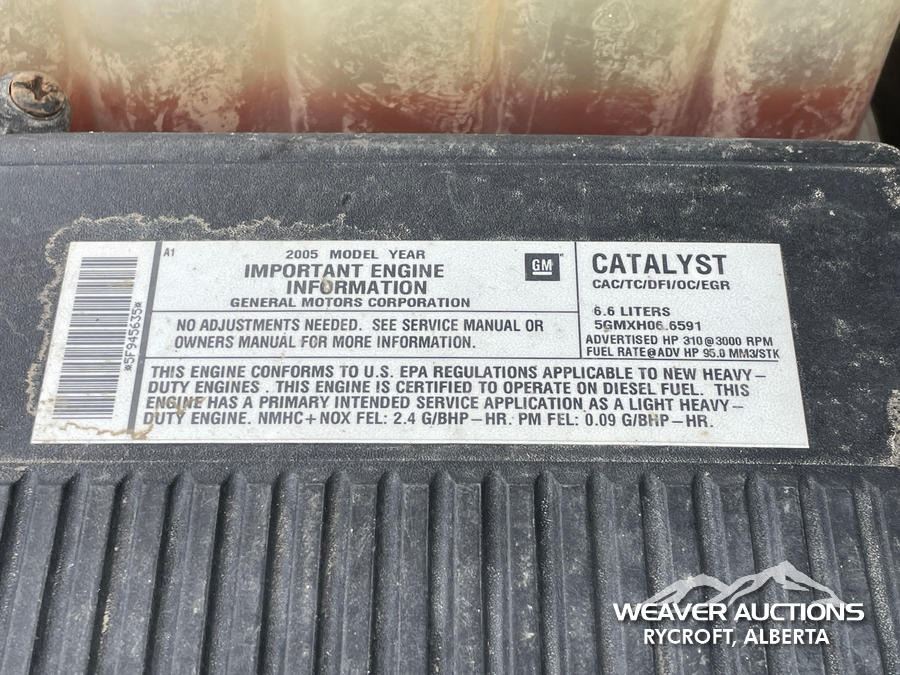 *5F945635*
A1
2005 MODEL YEAR
IMPORTANT ENGINE
INFORMATION
GENERAL MOTORS CORPORATION
GM
NO ADJUSTMENTS NEEDED. SEE SERVICE MANUAL OR
OWNERS MANUAL FOR MORE INFORMATION.
CATALYST
CAC/TC/DFI/OC/EGR
6.6 LITERS
5GMXH06.6591
ADVERTISED HP 310@3000 RPM
FUEL RATE@ADV HP 95.0 MM3/STK
THIS ENGINE CONFORMS TO U.S. EPA REGULATIONS APPLICABLE TO NEW HEAVY-
DUTY ENGINES . THIS ENGINE IS CERTIFIED TO OPERATE ON DIESEL FUEL. THIS
ENGINE HAS A PRIMARY INTENDED SERVICE APPLICATION AS A LIGHT HEAVY-
DUTY ENGINE. NMHC+NOX FEL: 2.4 G/BHP-HR. PM FEL: 0.09 G/BHP-HR.
WEAVER AUCTIONS
RYCROFT, ALBERTA